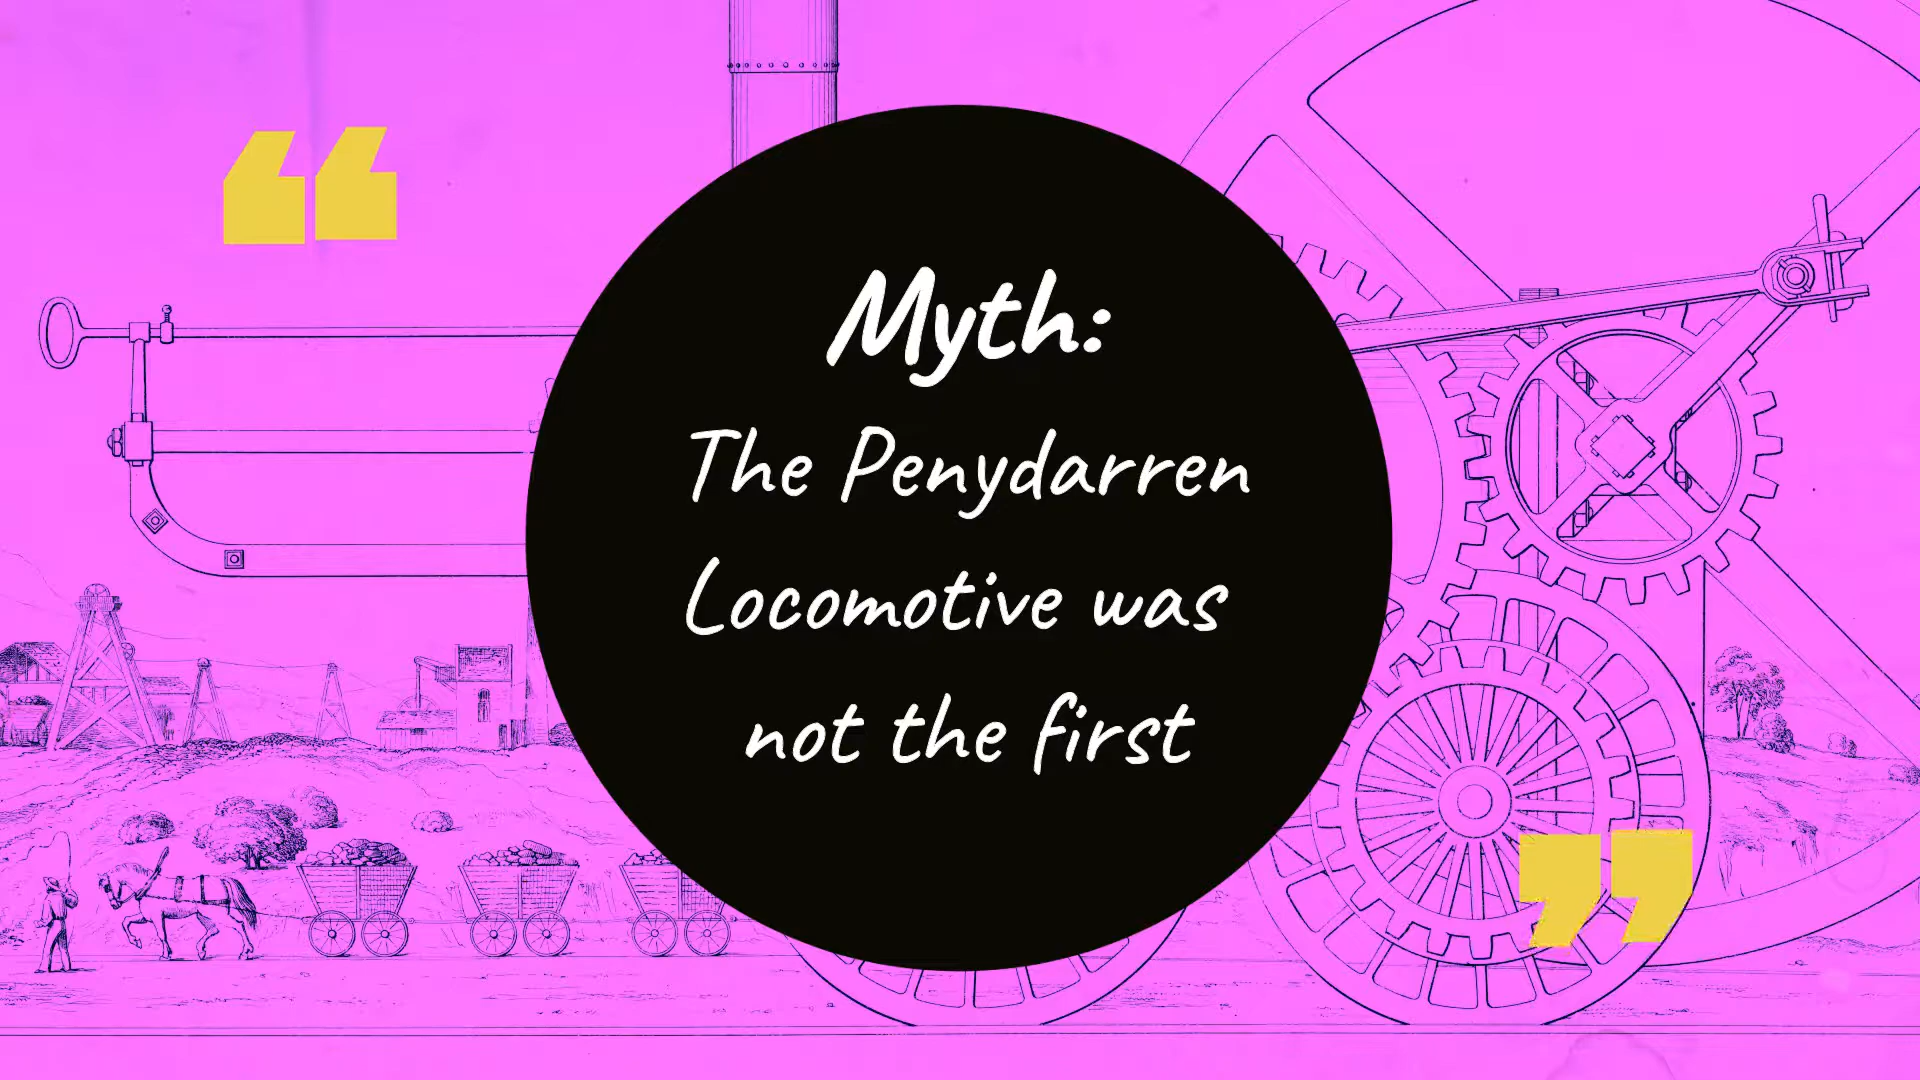 Myth:
The Penydarren
Locomotive was
not the first